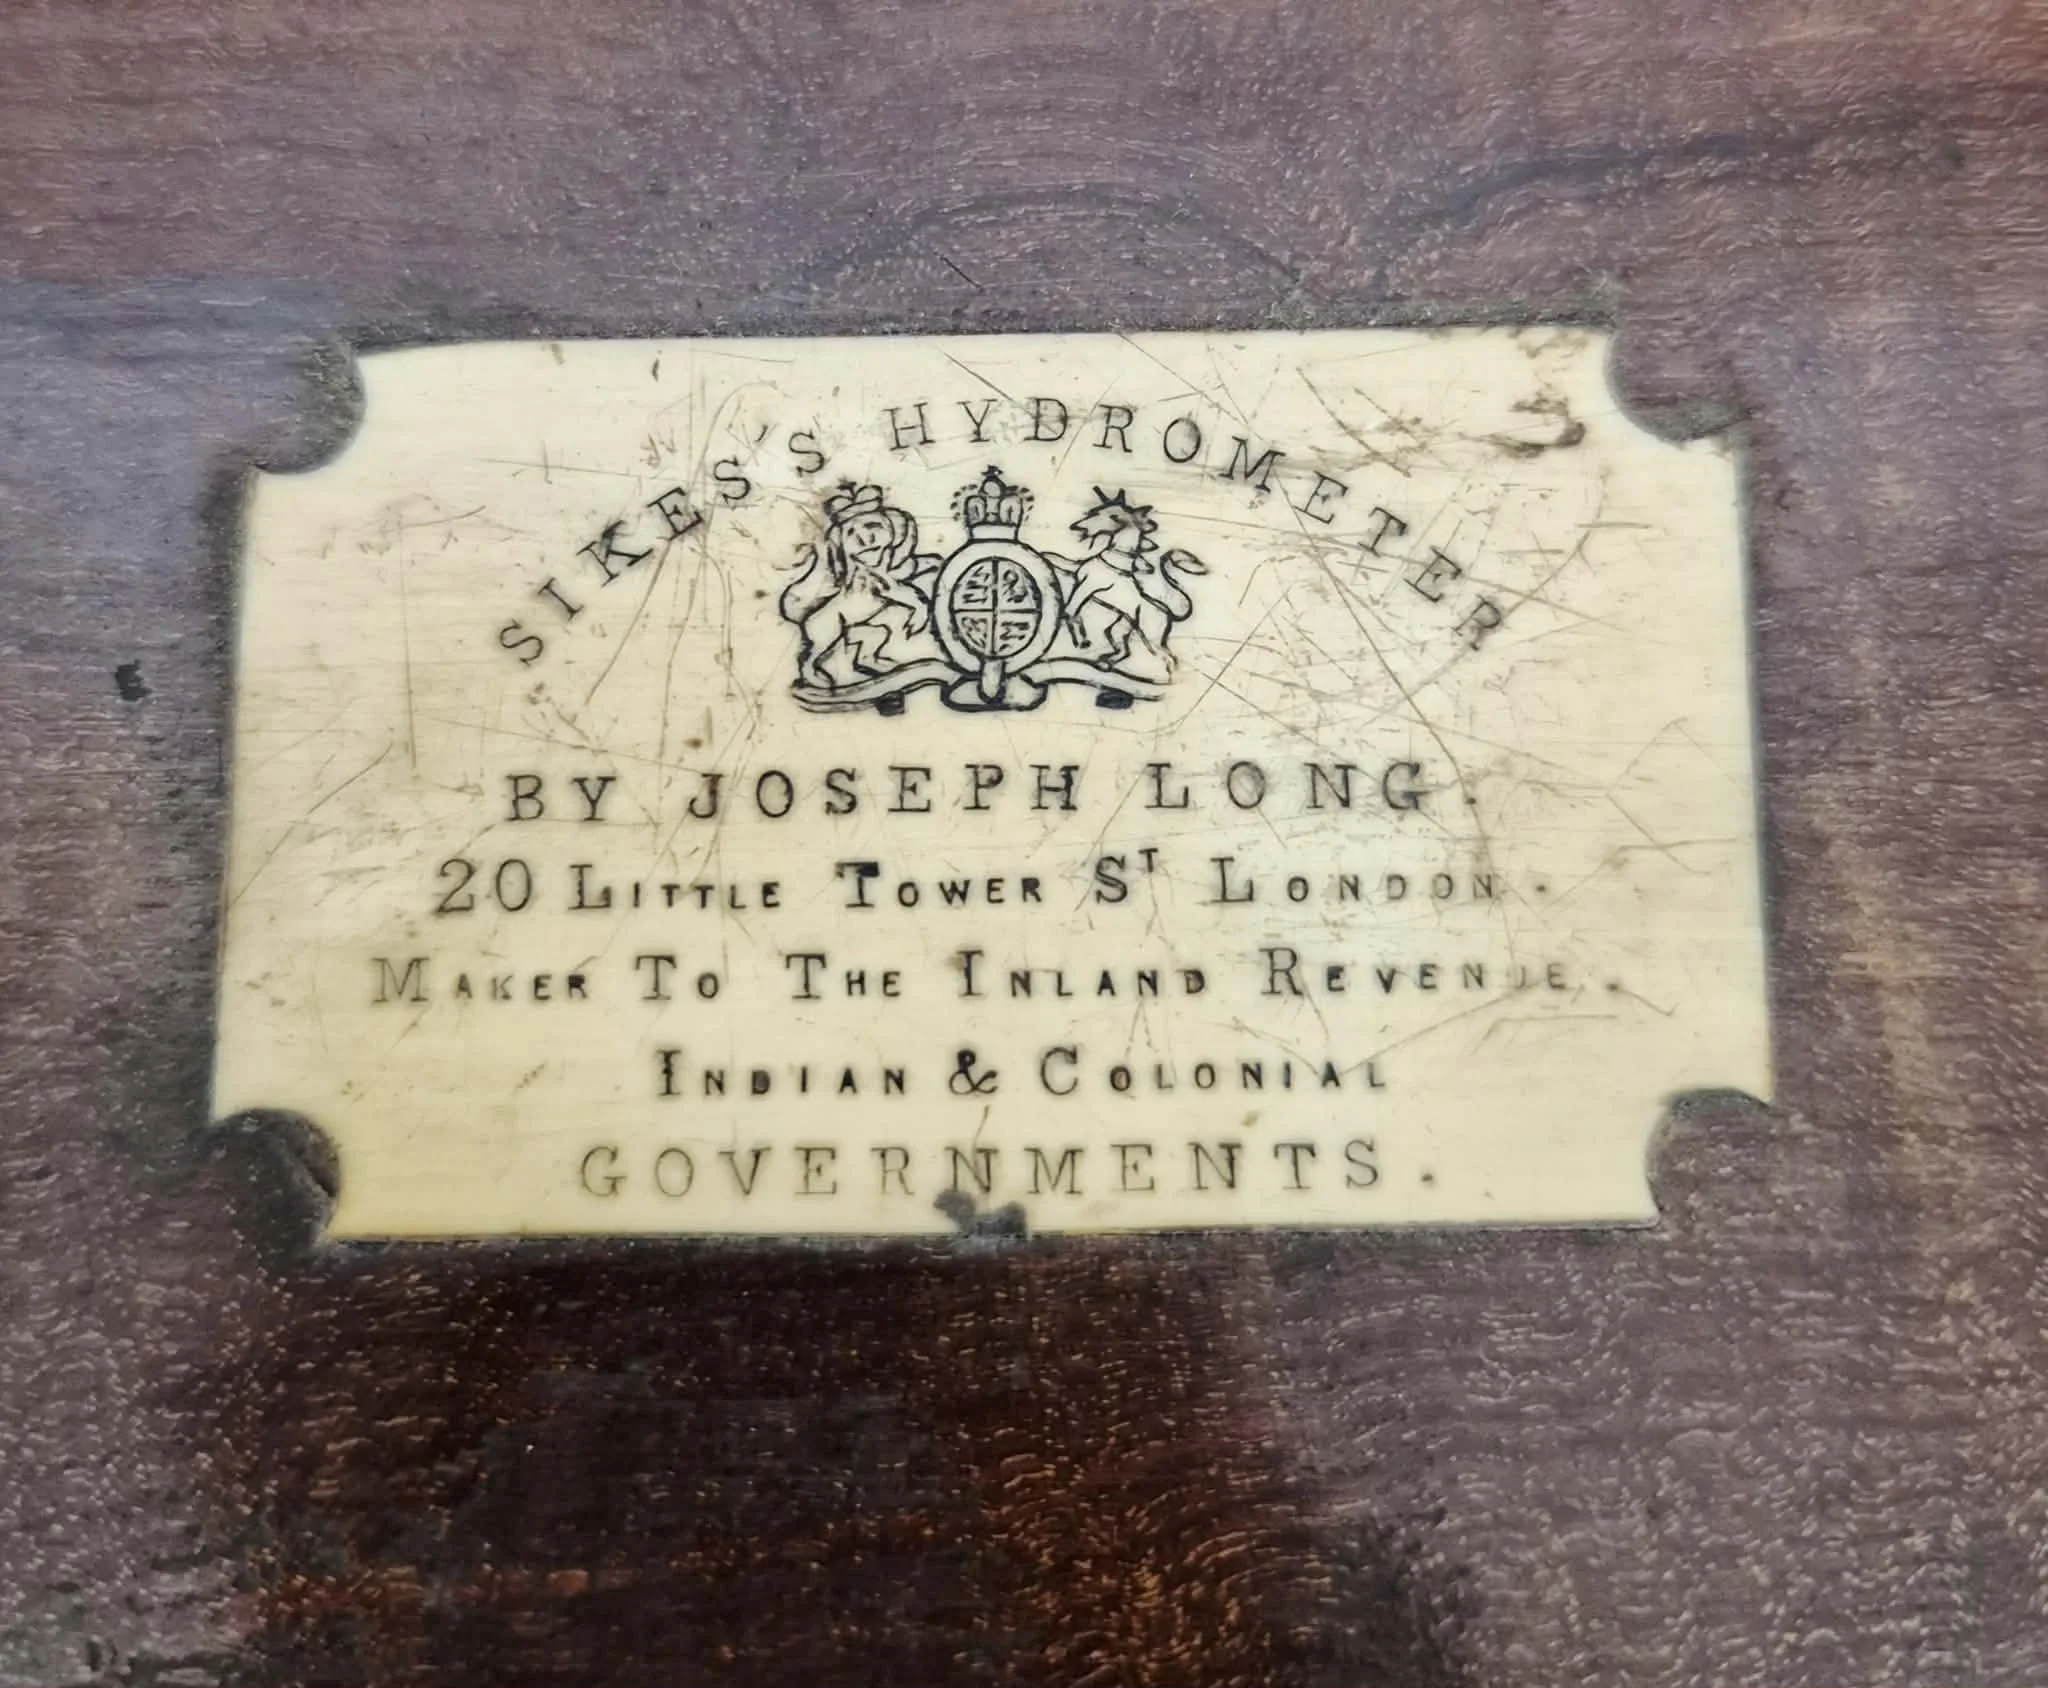 SIKES'S HYDROMETER
BY JOSEPH LONG.
20 LITTLE TOWER ST LONDON.
MAKER TO THE INLAND REVENUE.
INDIAN & COLONIAL
GOVERNMENTS.